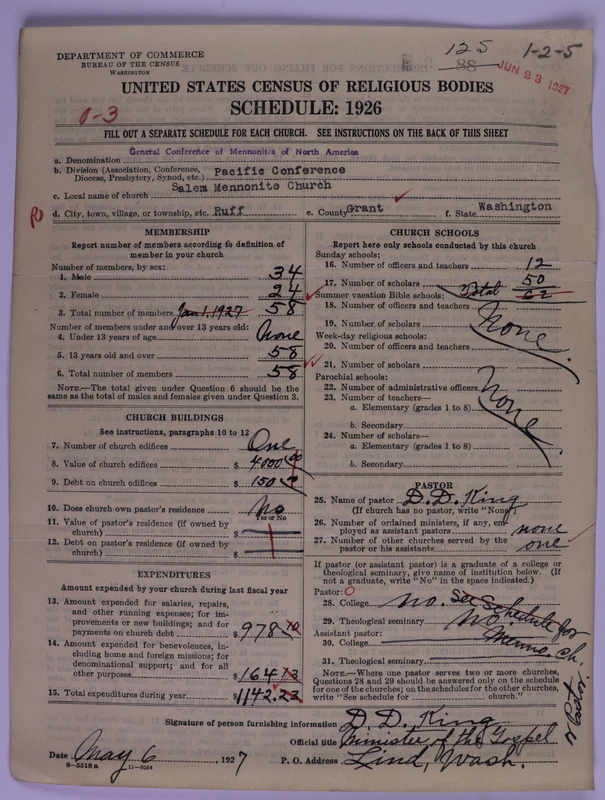 125
1-2-5
88
JUN 23 1927
DEPARTMENT OF COMMERCE
BUREAU OF THE CENSUS
WASHINGTON
UNITED STATES CENSUS OF RELIGIOUS BODIES
SCHEDULE: 1926
0-3
FILL OUT A SEPARATE SCHEDULE FOR EACH CHURCH. SEE INSTRUCTIONS ON THE BACK OF THIS SHEET
a. Denomination General Conference of Mennonites of North America
b. Division (Association, Conference, Diocese, Presbytery, Synod, etc.) Pacific Conference
c. Local name of church Salem Mennonite Church
d. City, town, village, or township, etc. Ruff e. County Grant f. State Washington
MEMBERSHIP
Report number of members according to definition of
member in your church
Number of members, by sex:
1. Male 34
2. Female 24
3. Total number of members Jan 1, 1927 58
Number of members under and over 13 years old:
4. Under 13 years of age None
5. 13 years old and over 58
6. Total number of members 58
NOTE.—The total given under Question 6 should be the
same as the total of males and females given under Question 3.
CHURCH BUILDINGS
See instructions, paragraphs 10 to 12
7. Number of church edifices One
8. Value of church edifices $ 4000 00
9. Debt on church edifices $ 150 00
10. Does church own pastor's residence No
Yes or No
11. Value of pastor's residence (if owned by
church) $
12. Debt on pastor's residence (if owned by
church) $
EXPENDITURES
Amount expended by your church during last fiscal year
13. Amount expended for salaries, repairs,
and other running expenses; for im-
provements or new buildings; and for
payments on church debt $ 978 10
14. Amount expended for benevolences, in-
cluding home and foreign missions; for
denominational support; and for all
other purposes $ 164 13
15. Total expenditures during year $ 1142.23
CHURCH SCHOOLS
Report here only schools conducted by this church
Sunday schools:
16. Number of officers and teachers 12
17. Number of scholars 50
Total 62
Summer vacation Bible schools:
18. Number of officers and teachers
19. Number of scholars None.
Week-day religious schools:
20. Number of officers and teachers
21. Number of scholars
Parochial schools:
22. Number of administrative officers None
23. Number of teachers—
a. Elementary (grades 1 to 8)
b. Secondary
24. Number of scholars—
a. Elementary (grades 1 to 8)
b. Secondary
PASTOR
25. Name of pastor D. D. King
(If church has no pastor, write "None")
26. Number of ordained ministers, if any, em-
ployed as assistant pastors none
27. Number of other churches served by the
pastor or his assistants one
If pastor (or assistant pastor) is a graduate of a college or
theological seminary, give name of institution below. (If
not a graduate, write "No" in the space indicated.)
Pastor:
28. College no. See Schedule for
29. Theological seminary no. Menno. ch.
Assistant pastor:
30. College
31. Theological seminary
NOTE.—Where one pastor serves two or more churches,
Questions 28 and 29 should be answered only on the schedule
for one of the churches; on the schedules for the other churches,
write "See schedule for church."
Pastor
Signature of person furnishing information D. D. King
Official title Minister of the Gospel
Date May 6 1927 P. O. Address Lind, Wash.
8-5518a 11-9034